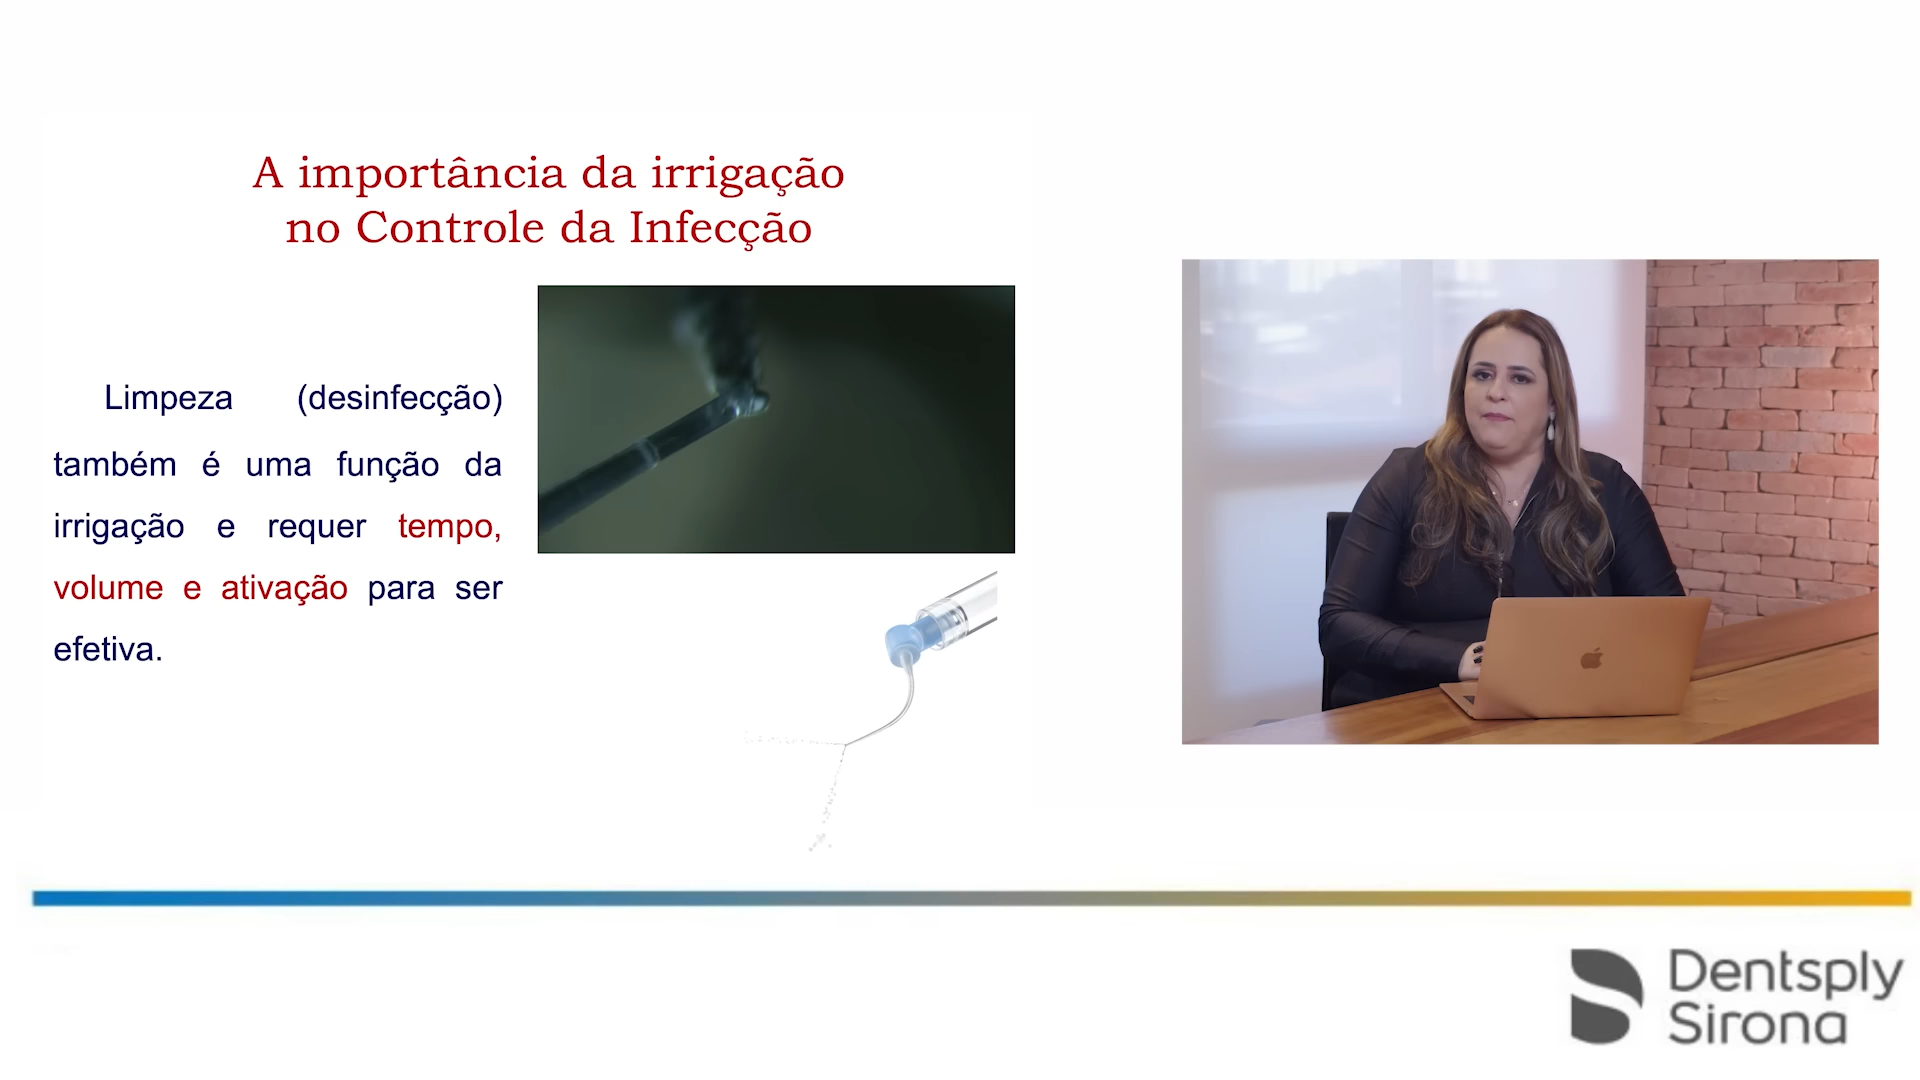 A importância da irrigação
no Controle da Infecção
Limpeza (desinfecção)
também é uma função da
irrigação e requer tempo,
volume e ativação para ser
efetiva.
Dentsply
Sirona